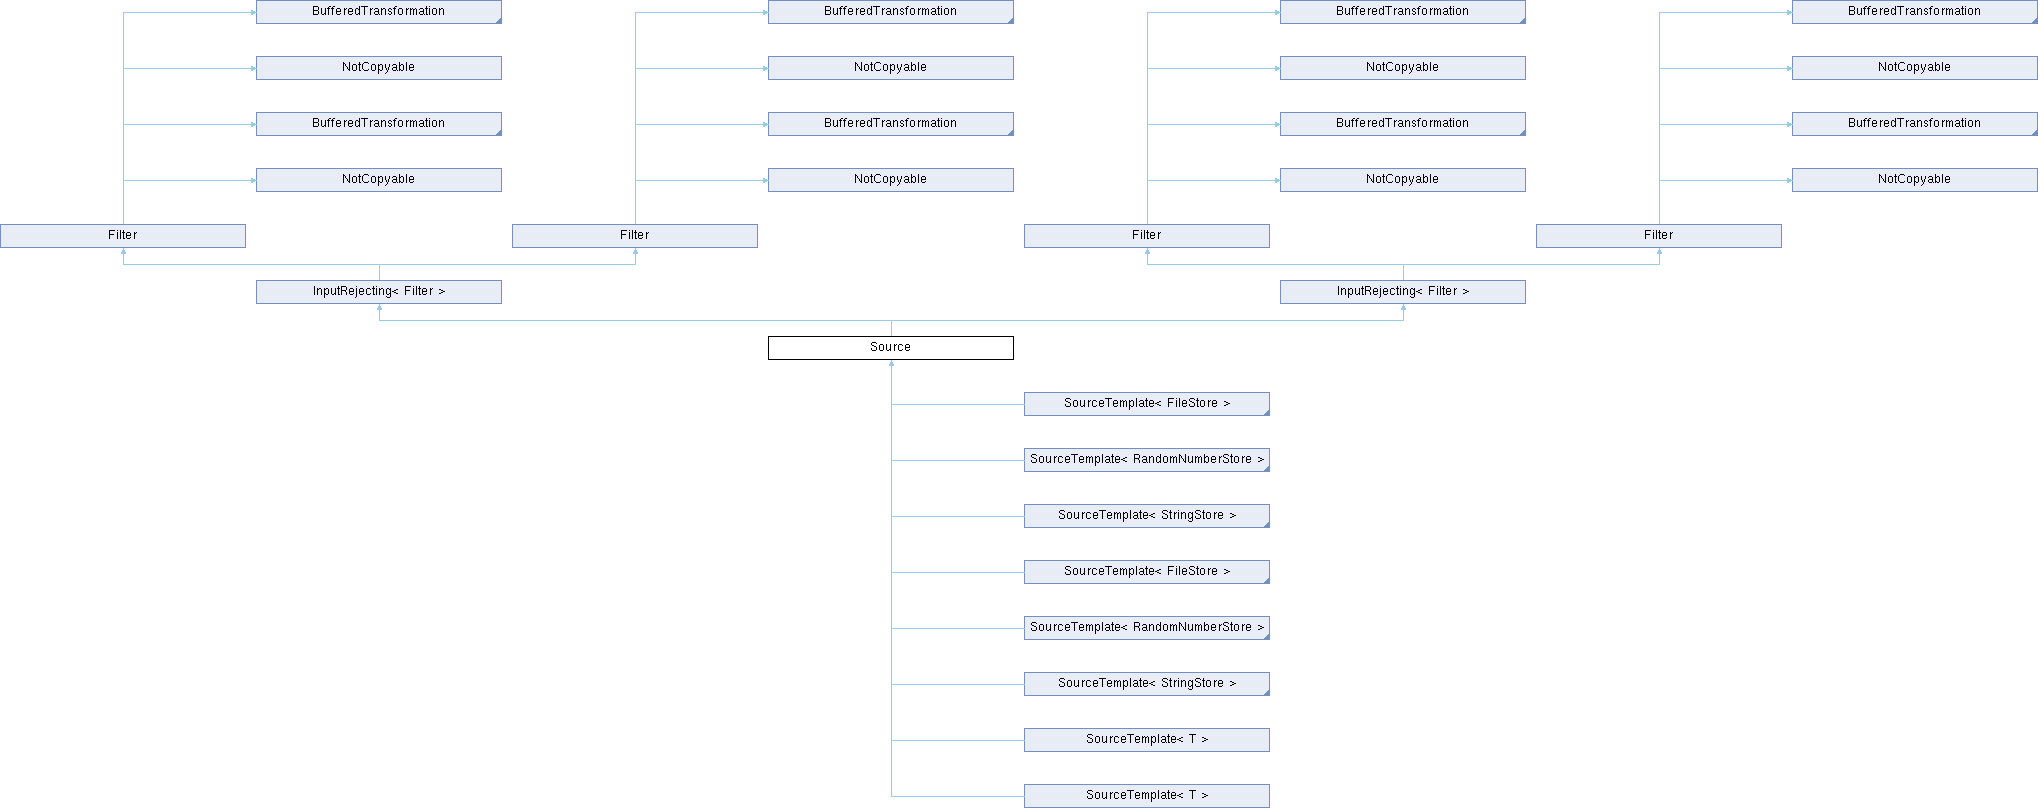 BufferedTransformation BufferedTransformation BufferedTransformation BufferedTransformation
NotCopyable NotCopyable NotCopyable NotCopyable
BufferedTransformation BufferedTransformation BufferedTransformation BufferedTransformation
NotCopyable NotCopyable NotCopyable NotCopyable
Filter Filter Filter Filter
InputRejecting< Filter > InputRejecting< Filter >
Source
SourceTemplate< FileStore >
SourceTemplate< RandomNumberStore >
SourceTemplate< StringStore >
SourceTemplate< FileStore >
SourceTemplate< RandomNumberStore >
SourceTemplate< StringStore >
SourceTemplate< T >
SourceTemplate< T >